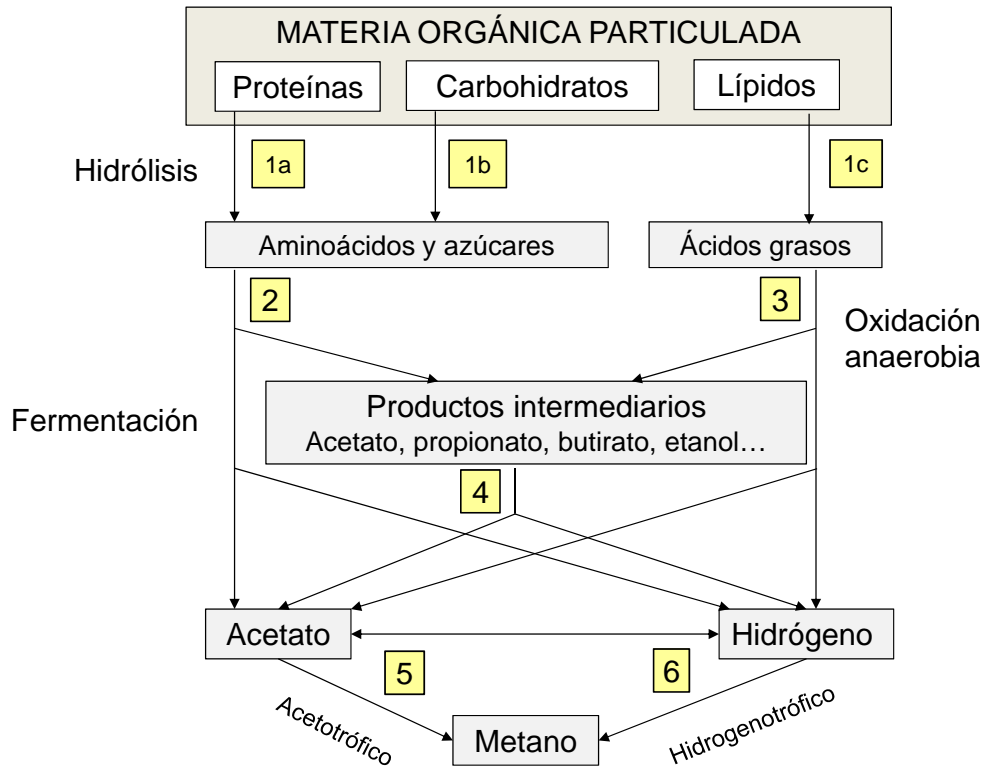 MATERIA ORGÁNICA PARTICULADA
Proteínas
Carbohidratos
Lípidos
Hidrólisis
1a
1b
1c
Aminoácidos y azúcares
Ácidos grasos
2
3
Oxidación
anaerobia
Fermentación
Productos intermediarios
Acetato, propionato, butirato, etanol…
4
Acetato
Hidrógeno
5
6
Acetotrófico
Metano
Hidrogenotrófico